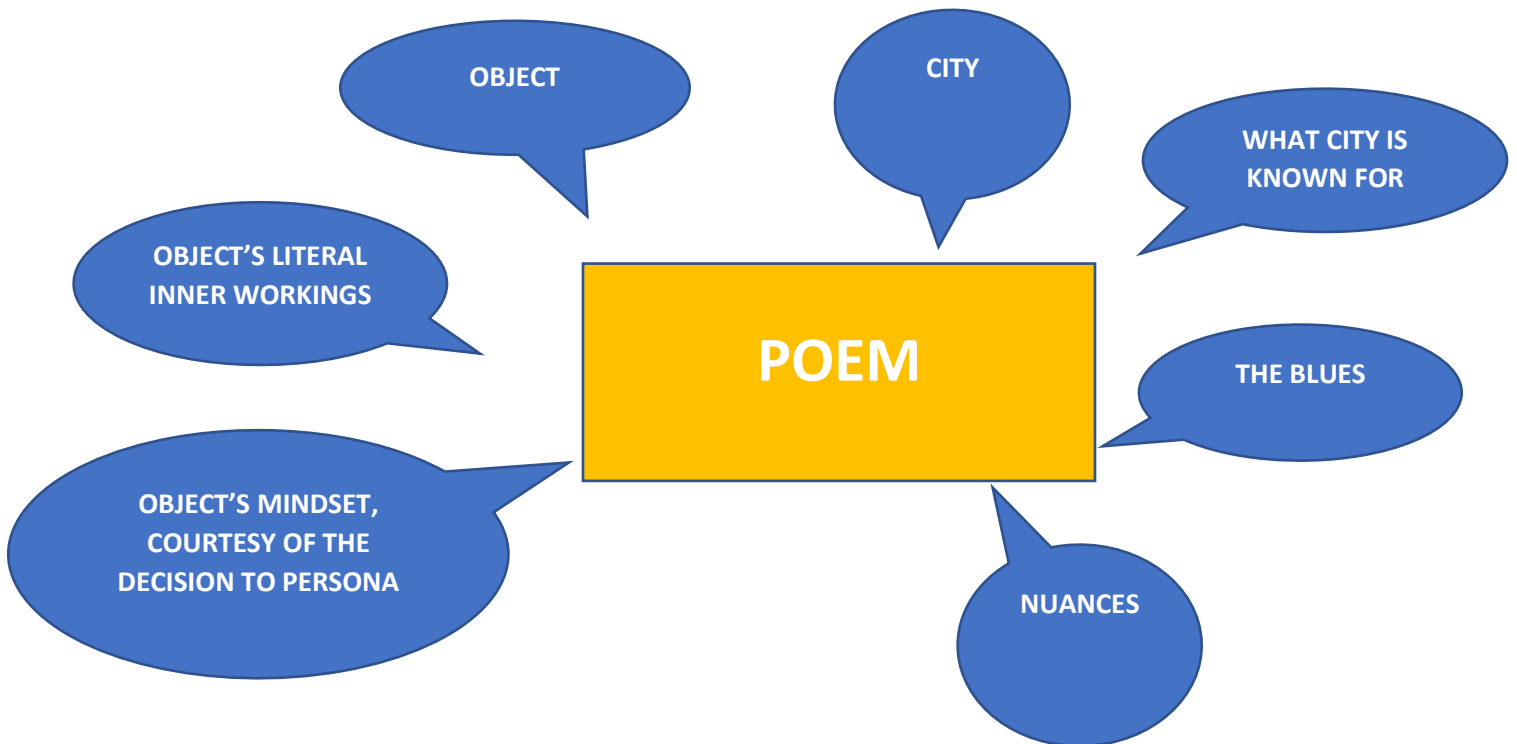 OBJECT
CITY
WHAT CITY IS
KNOWN FOR
OBJECT’S LITERAL
INNER WORKINGS
POEM
THE BLUES
OBJECT’S MINDSET,
COURTESY OF THE
DECISION TO PERSONA
NUANCES